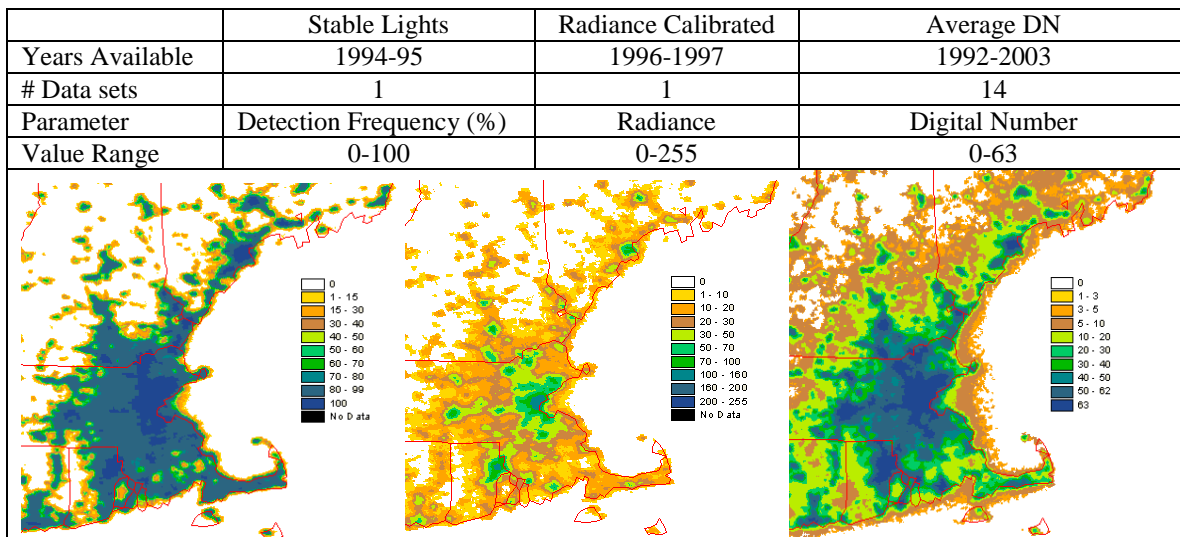 Stable Lights Radiance Calibrated Average DN
Years Available 1994-95 1996-1997 1992-2003
# Data sets 1 1 14
Parameter Detection Frequency (%) Radiance Digital Number
Value Range 0-100 0-255 0-63
0
1 - 15
15 - 30
30 - 40
40 - 50
50 - 60
60 - 70
70 - 80
80 - 99
100
No Data
0
1 - 10
10 - 20
20 - 30
30 - 50
50 - 70
70 - 100
100 - 160
160 - 200
200 - 255
No Data
0
1 - 3
3 - 5
5 - 10
10 - 20
20 - 30
30 - 40
40 - 50
50 - 62
63